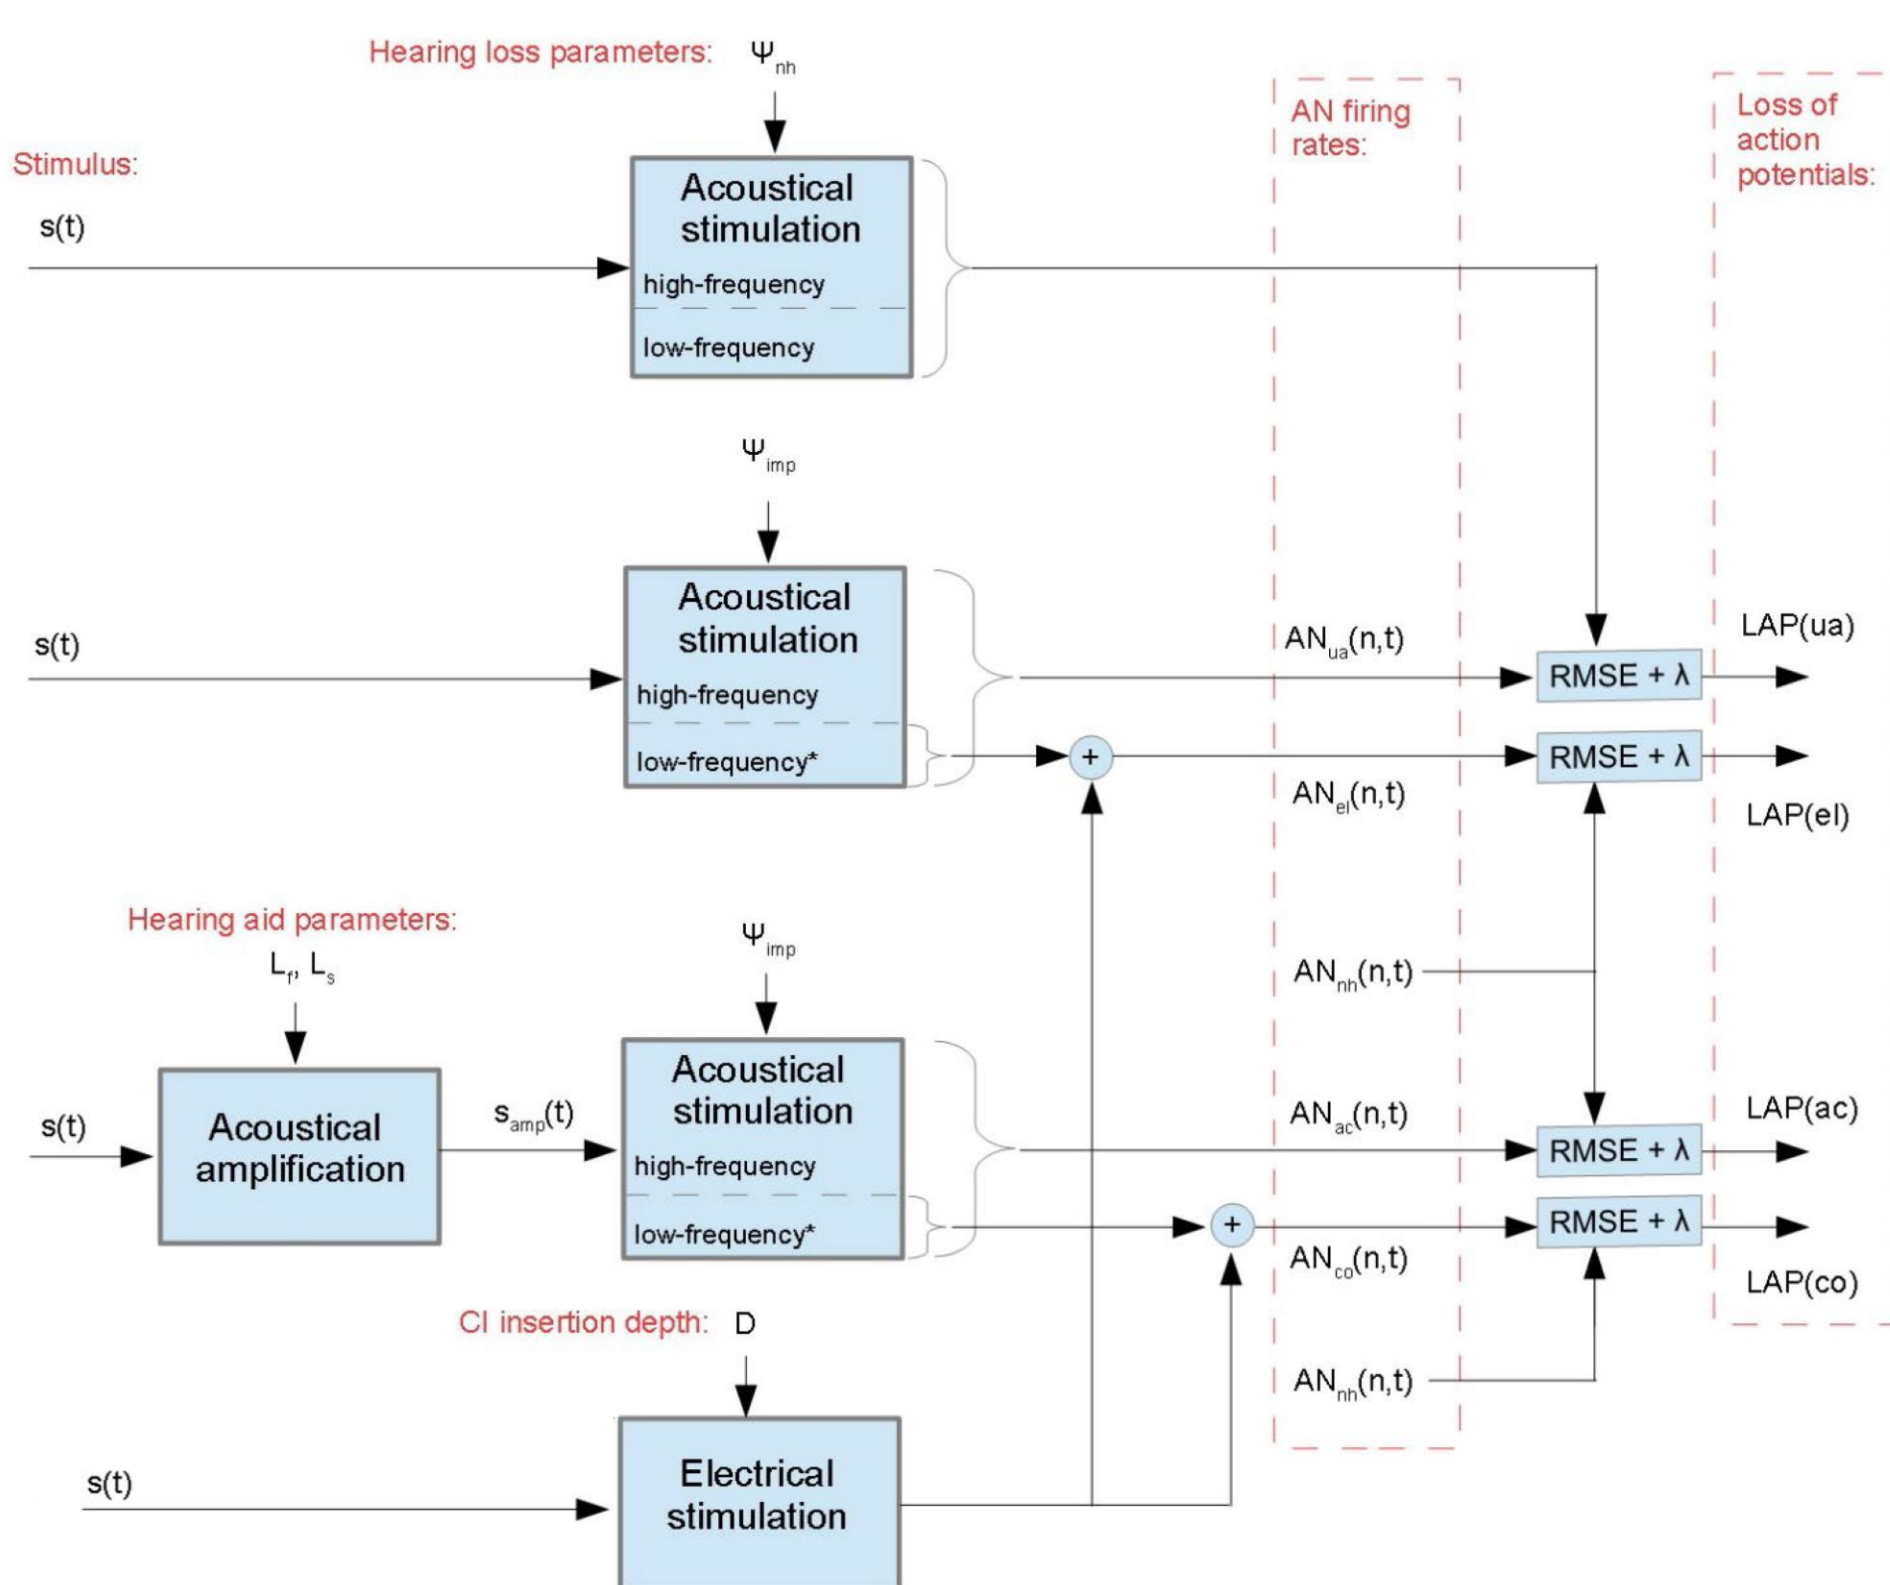 Hearing loss parameters: Ψnh
Stimulus:
s(t)
Acoustical
stimulation
high-frequency
low-frequency
AN firing
rates:
Loss of
action
potentials:
Ψimp
s(t)
Acoustical
stimulation
high-frequency
low-frequency*
+
ANua(n,t)
RMSE + λ
LAP(ua)
ANel(n,t)
RMSE + λ
LAP(el)
Hearing aid parameters:
Lf, Ls
Ψimp
ANnh(n,t)
s(t)
Acoustical
amplification
samp(t)
Acoustical
stimulation
high-frequency
low-frequency*
+
ANac(n,t)
RMSE + λ
LAP(ac)
ANco(n,t)
RMSE + λ
LAP(co)
CI insertion depth: D
ANnh(n,t)
s(t)
Electrical
stimulation